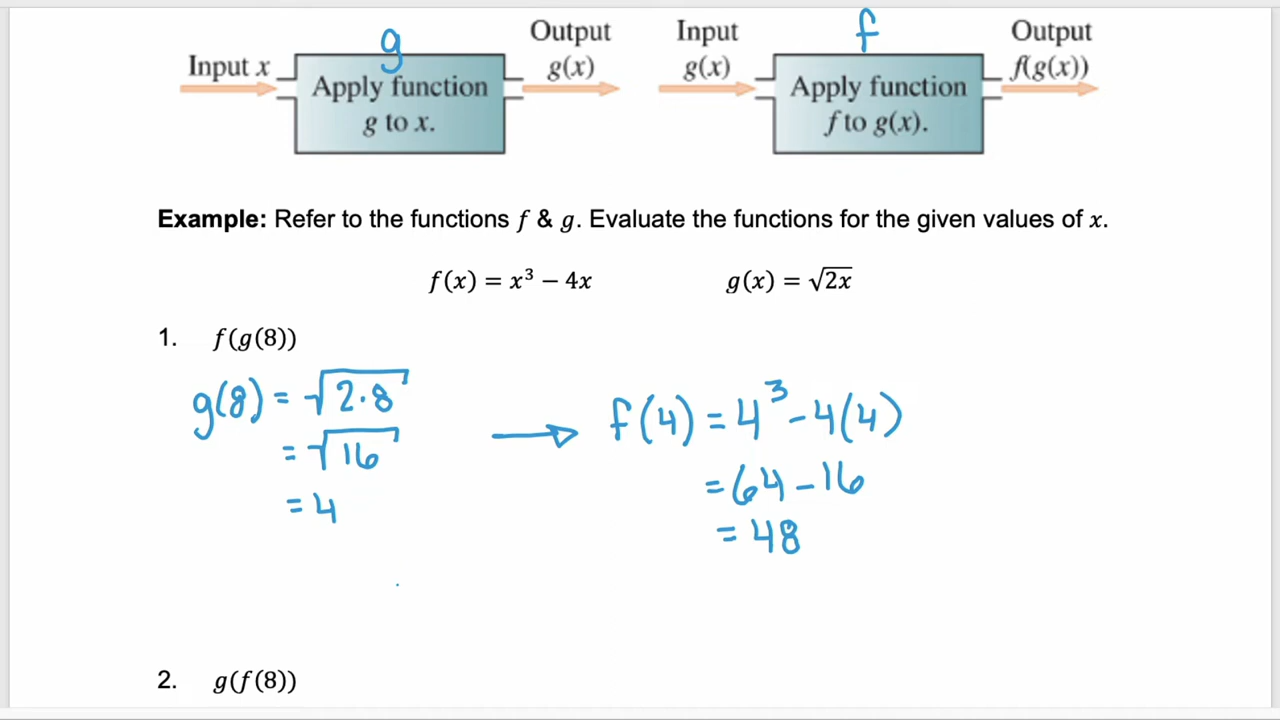 g f
Output Input Output
Input x g(x) g(x) f(g(x))
Apply function Apply function
g to x. f to g(x).
Example: Refer to the functions f & g. Evaluate the functions for the given values of x.
f(x) = x³ − 4x g(x) = √2x
1. f(g(8))
g(8) = √2·8
= √16
= 4
→ f(4) = 4³ − 4(4)
= 64 − 16
= 48
2. g(f(8))